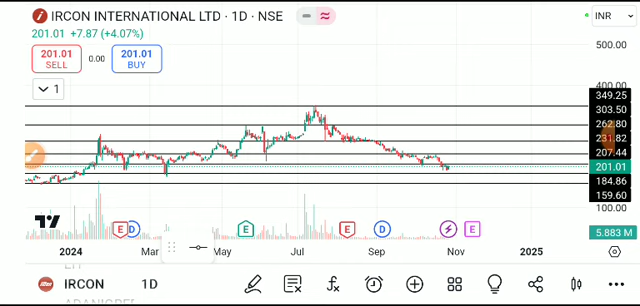 IRCON INTERNATIONAL LTD · 1D · NSE
INR
201.01 +7.87 (+4.07%)
201.01
SELL
0.00
201.01
BUY
1
500.00
400.00
349.25
303.50
262.80
231.82
207.44
201.01
184.86
159.60
100.00
5.883 M
E
D
E
E
D
E
2024
Mar
May
Jul
Sep
Nov
2025
IRCON
1D